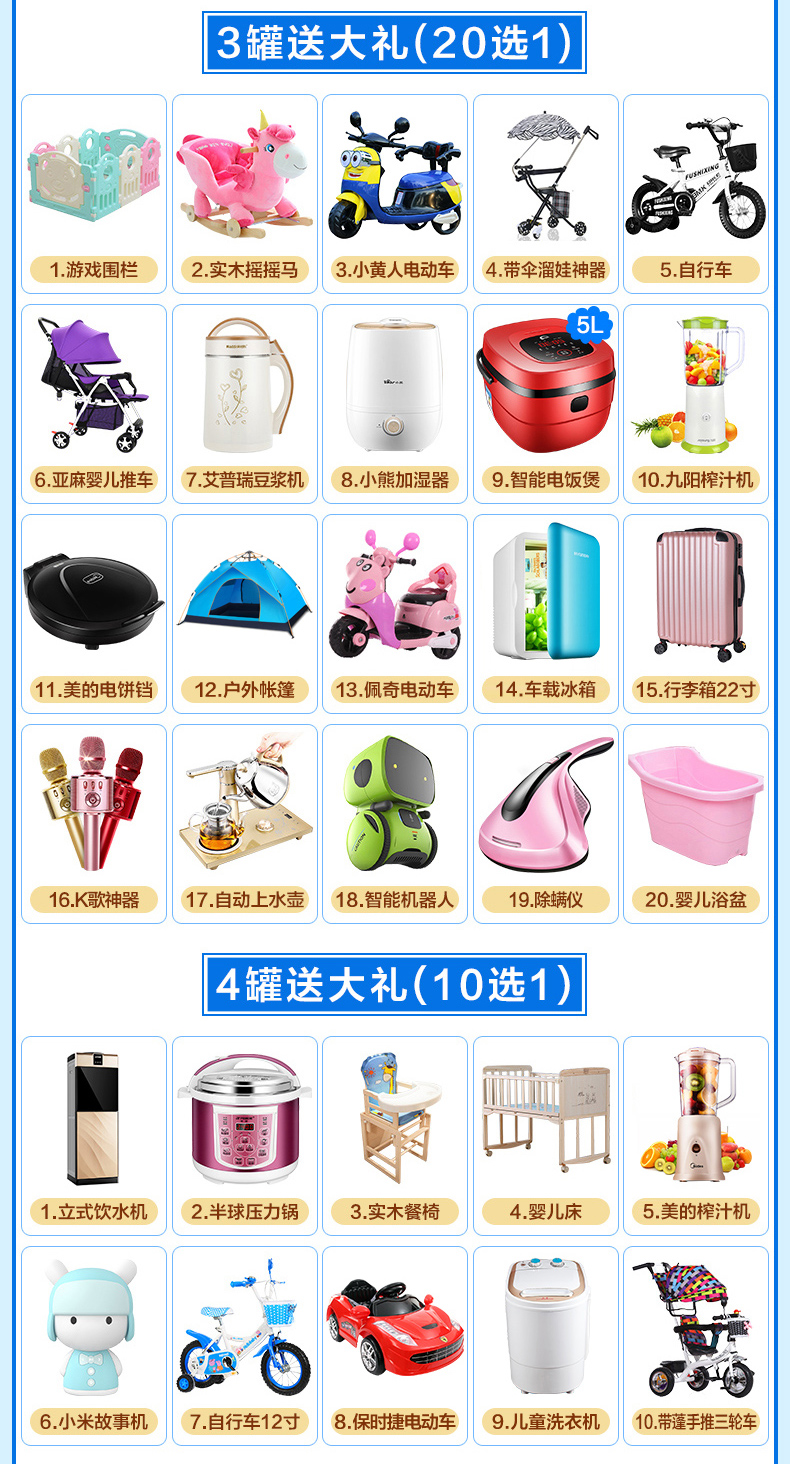 3罐送大礼(20选1)
1.游戏围栏
2.实木摇摇马
3.小黄人电动车
4.带伞溜娃神器
5.自行车
FUSHIXING
5L
6.亚麻婴儿推车
7.艾普瑞豆浆机
8.小熊加湿器
9.智能电饭煲
10.九阳榨汁机
11.美的电饼铛
12.户外帐篷
13.佩奇电动车
14.车载冰箱
15.行李箱22寸
16.K歌神器
17.自动上水壶
18.智能机器人
19.除螨仪
20.婴儿浴盆
4罐送大礼(10选1)
1.立式饮水机
2.半球压力锅
3.实木餐椅
4.婴儿床
5.美的榨汁机
Midea
6.小米故事机
7.自行车12寸
8.保时捷电动车
9.儿童洗衣机
10.带蓬手推三轮车